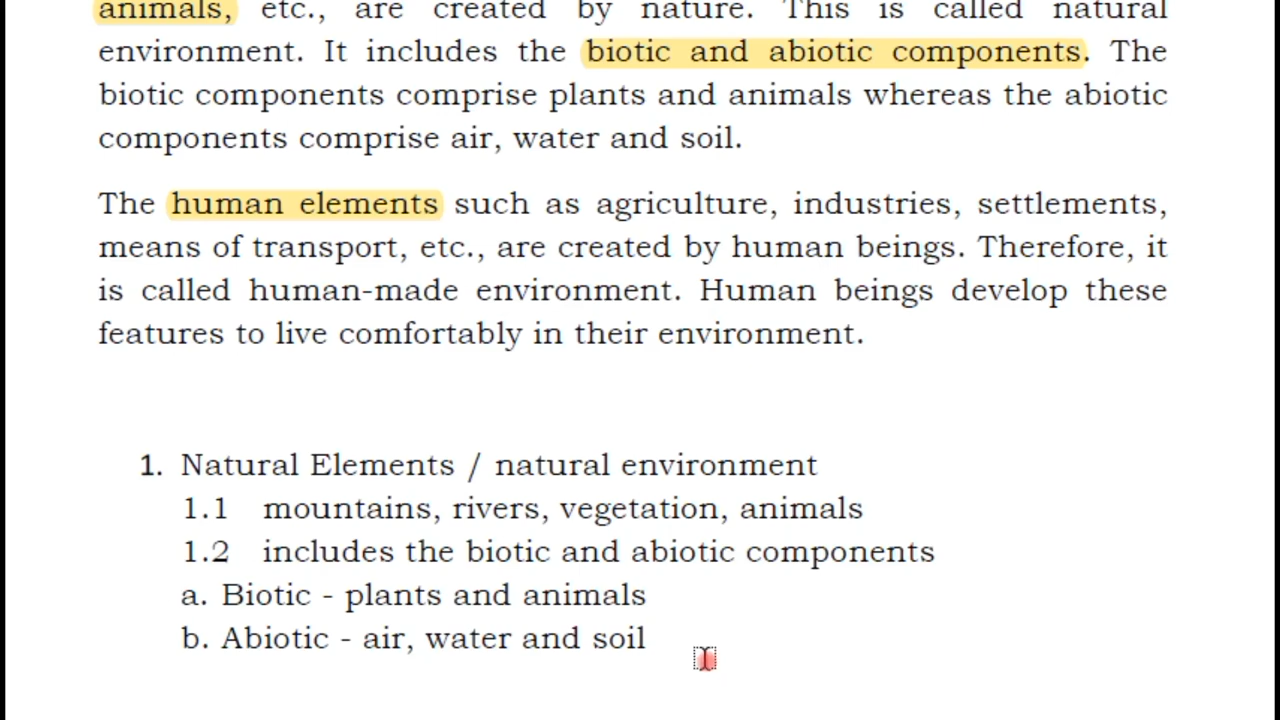 animals, etc., are created by nature. This is called natural
environment. It includes the biotic and abiotic components. The
biotic components comprise plants and animals whereas the abiotic
components comprise air, water and soil.
The human elements such as agriculture, industries, settlements,
means of transport, etc., are created by human beings. Therefore, it
is called human-made environment. Human beings develop these
features to live comfortably in their environment.
1. Natural Elements / natural environment
1.1 mountains, rivers, vegetation, animals
1.2 includes the biotic and abiotic components
a. Biotic - plants and animals
b. Abiotic - air, water and soil